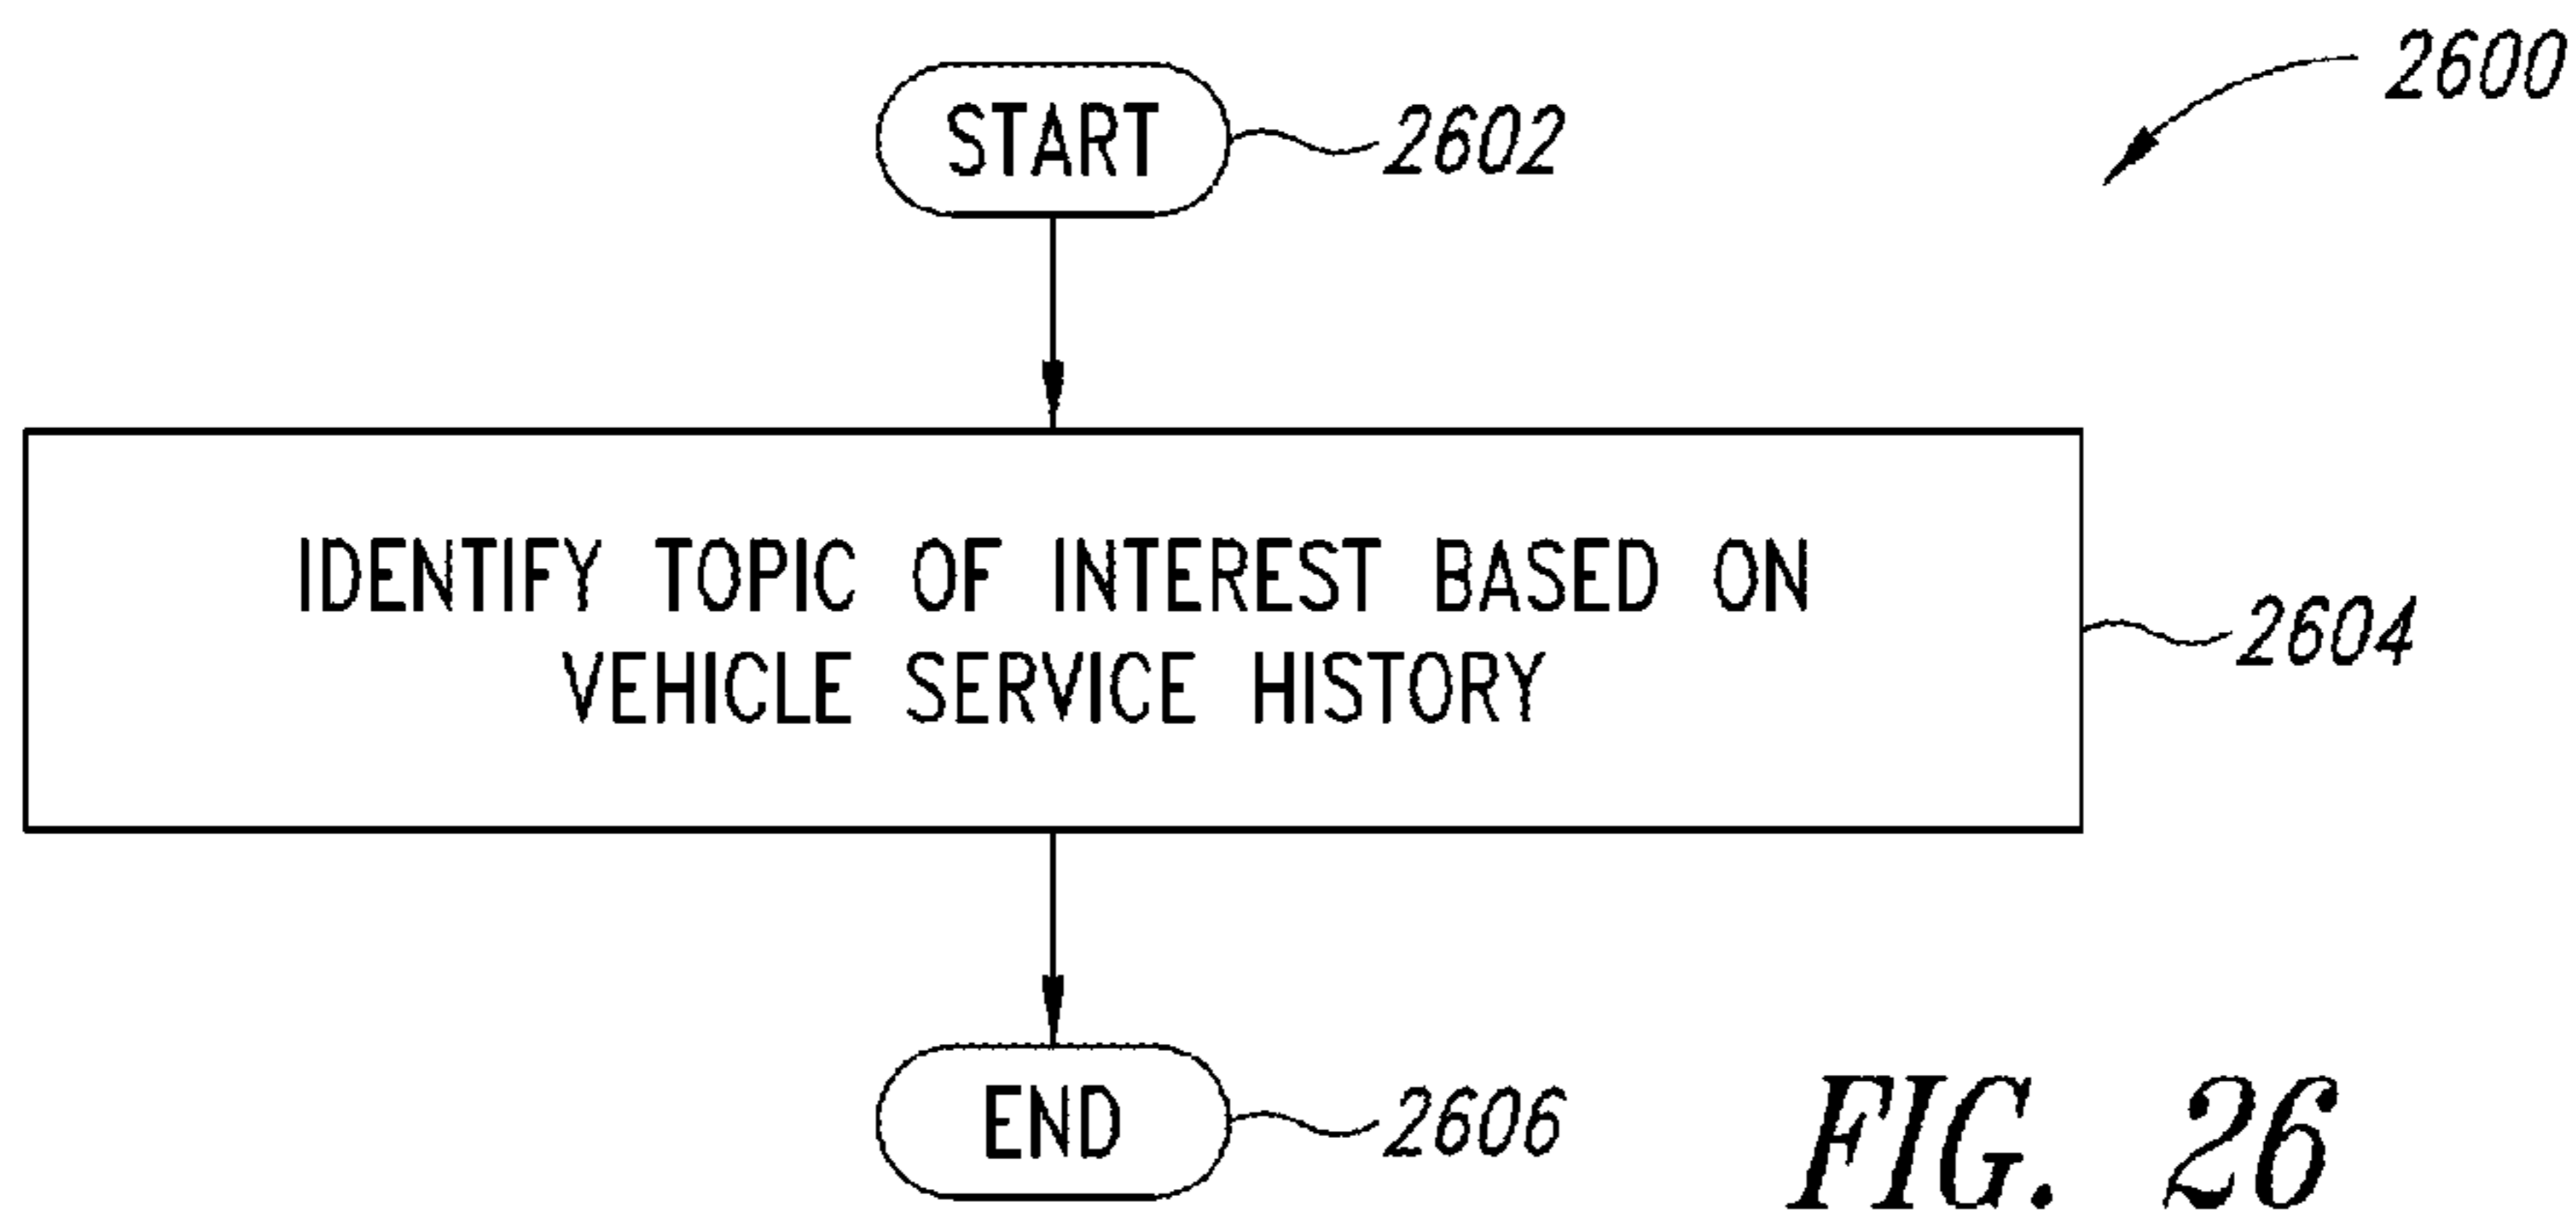 2600
START
2602
IDENTIFY TOPIC OF INTEREST BASED ON
VEHICLE SERVICE HISTORY
2604
END
2606
FIG. 26